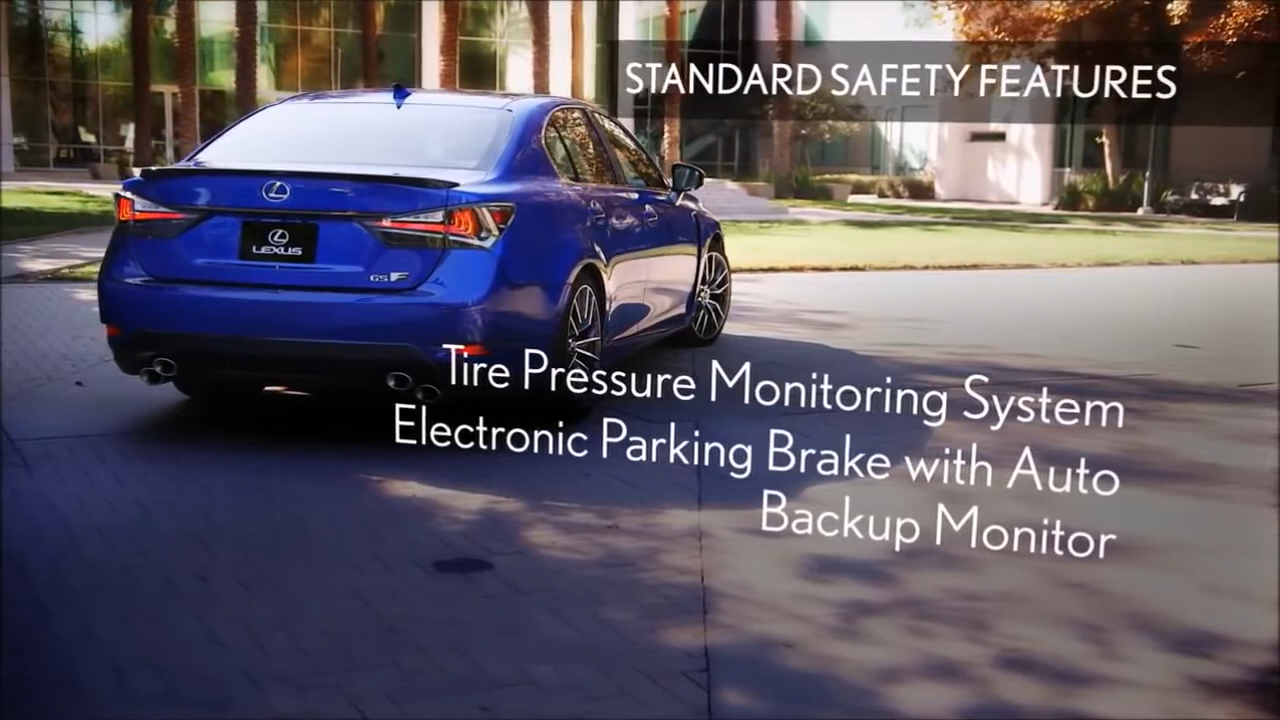 STANDARD SAFETY FEATURES
LEXUS
GS F
Tire Pressure Monitoring System
Electronic Parking Brake with Auto
Backup Monitor